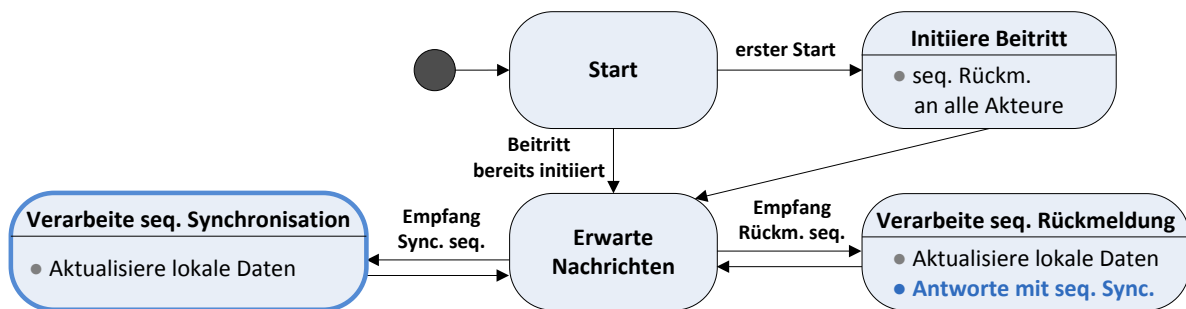 Start
erster Start
Initiiere Beitritt
● seq. Rückm.
an alle Akteure
Beitritt
bereits initiiert
Verarbeite seq. Synchronisation
● Aktualisiere lokale Daten
Empfang
Sync. seq.
Erwarte
Nachrichten
Empfang
Rückm. seq.
Verarbeite seq. Rückmeldung
● Aktualisiere lokale Daten
● Antworte mit seq. Sync.